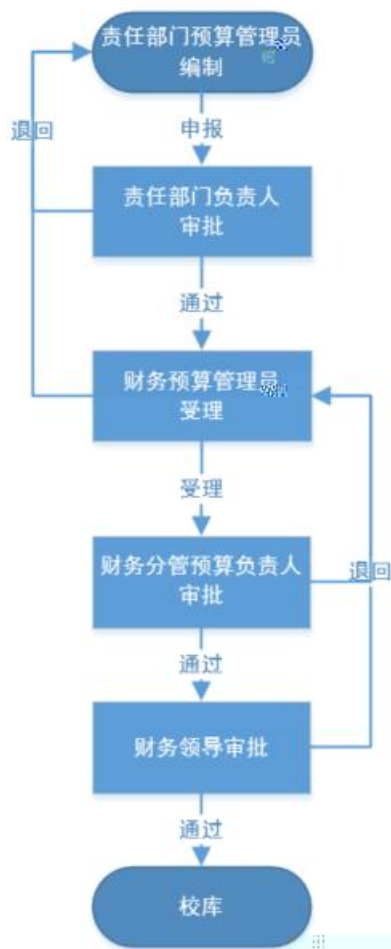 责任部门预算管理员
编制
申报
退回
责任部门负责人
审批
通过
财务预算管理员
受理
受理
财务分管预算负责人
审批
退回
通过
财务领导审批
通过
校库